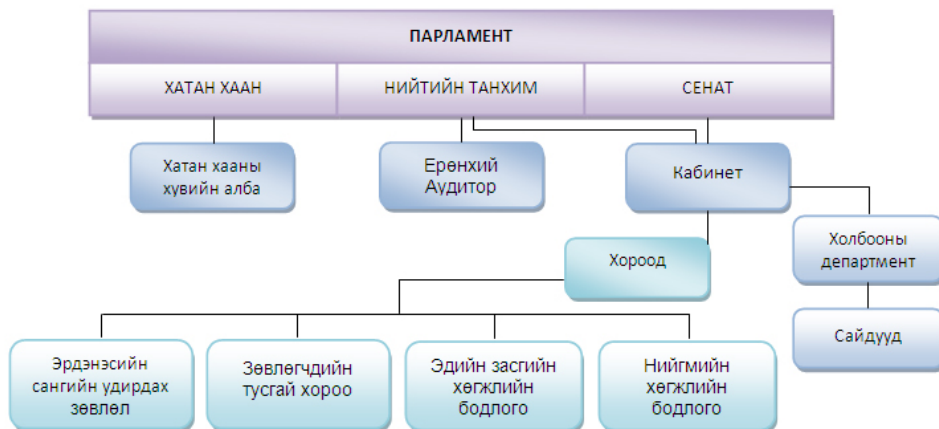 ПАРЛАМЕНТ
ХАТАН ХААН
НИЙТИЙН ТАНХИМ
СЕНАТ
Хатан хааны
хувийн алба
Ерөнхий
Аудитор
Кабинет
Холбооны
департмент
Хороод
Сайдууд
Эрдэнэсийн
сангийн удирдах
зөвлөл
Зөвлөгчдийн
тусгай хороо
Эдийн засгийн
хөгжлийн
бодлого
Нийгмийн
хөгжлийн
бодлого